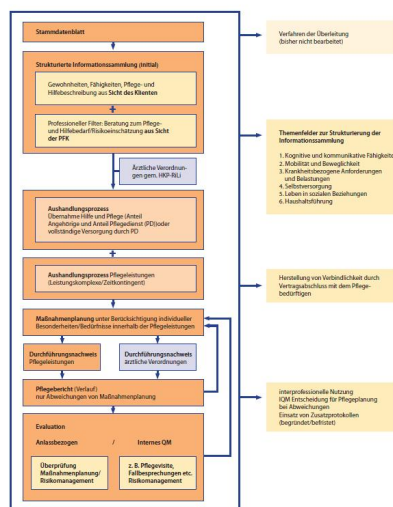 Stammdatenblatt
Strukturierte Informationssammlung (Initial)
Gewohnheiten, Fähigkeiten, Pflege- und
Hilfebeschreibung aus Sicht des Klienten
+
Professioneller Filter: Beratung zum Pflege-
und Hilfebedarf/Risikoeinschätzung aus Sicht
der PFK
Ärztliche Verordnun-
gen gem. HKP-RiLi
Aushandlungsprozess
Übernahme Hilfe und Pflege (Anteil
Angehörige und Anteil Pflegedienst (PD))oder
vollständige Versorgung durch PD
+
Aushandlungsprozess Pflegeleistungen
(Leistungskomplexe/Zeitkontingent)
Maßnahmenplanung unter Berücksichtigung individueller
Besonderheiten/Bedürfnisse innerhalb der Pflegeleistungen
Durchführungsnachweis
Pflegeleistungen
Durchführungsnachweis
ärztliche Verordnungen
Pflegebericht (Verlauf)
nur Abweichungen von Maßnahmenplanung
Evaluation
Anlassbezogen / Internes QM
Überprüfung
Maßnahmenplanung/
Risikomanagement
z. B. Pflegevisite,
Fallbesprechungen etc.
Risikomanagement
Verfahren der Überleitung
(bisher nicht bearbeitet)
Themenfelder zur Strukturierung der
Informationssammlung
1. Kognitive und kommunikative Fähigkeite
2. Mobilität und Beweglichkeit
3. Krankheitsbezogene Anforderungen
und Belastungen
4. Selbstversorgung
5. Leben in sozialen Beziehungen
6. Haushaltsführung
Herstellung von Verbindlichkeit durch
Vertragsabschluss mit dem Pflege-
bedürftigen
interprofessionelle Nutzung
IQM Entscheidung für Pflegeplanung
bei Abweichungen
Einsatz von Zusatzprotokollen
(begründet/befristet)